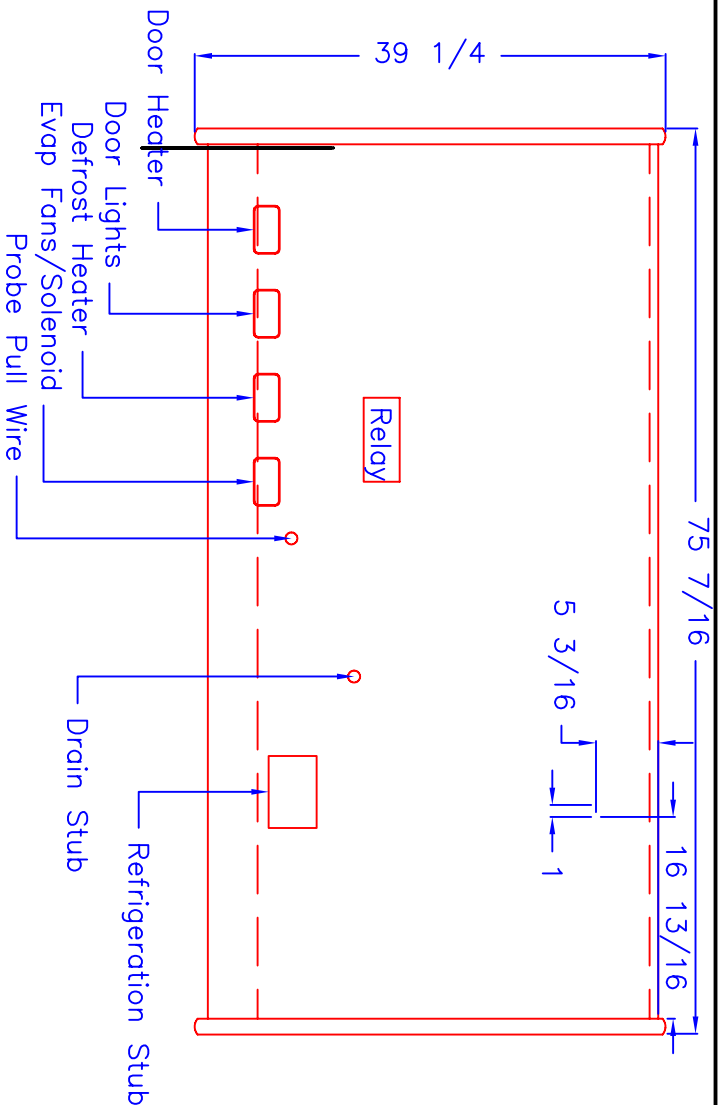 39 1/4
75 7/16
5 3/16
16 13/16
1
Relay
Door Heater
Door Lights
Defrost Heater
Evap Fans/Solenoid
Probe Pull Wire
Drain Stub
Refrigeration Stub